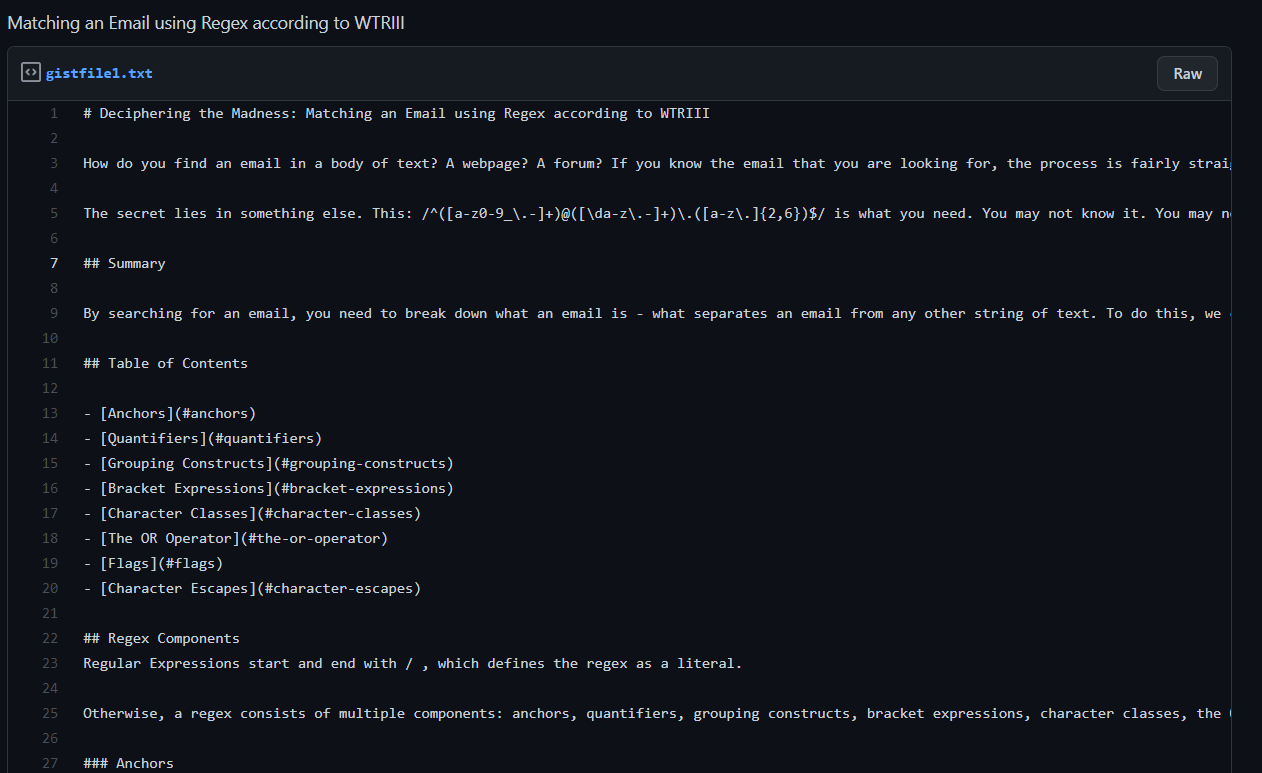 Matching an Email using Regex according to WTRIII
gistfile1.txt
Raw
1 # Deciphering the Madness: Matching an Email using Regex according to WTRIII
2
3 How do you find an email in a body of text? A webpage? A forum? If you know the email that you are looking for, the process is fairly
4
5 The secret lies in something else. This: /^([a-z0-9_\.-]+)@([\da-z\.-]+)\.([a-z\.]{2,6})$/ is what you need. You may not know it. You may
6
7 ## Summary
8
9 By searching for an email, you need to break down what an email is - what separates an email from any other string of text. To do this, we
10
11 ## Table of Contents
12
13 - [Anchors](#anchors)
14 - [Quantifiers](#quantifiers)
15 - [Grouping Constructs](#grouping-constructs)
16 - [Bracket Expressions](#bracket-expressions)
17 - [Character Classes](#character-classes)
18 - [The OR Operator](#the-or-operator)
19 - [Flags](#flags)
20 - [Character Escapes](#character-escapes)
21
22 ## Regex Components
23 Regular Expressions start and end with / , which defines the regex as a literal.
24
25 Otherwise, a regex consists of multiple components: anchors, quantifiers, grouping constructs, bracket expressions, character classes, the
26
27 ### Anchors